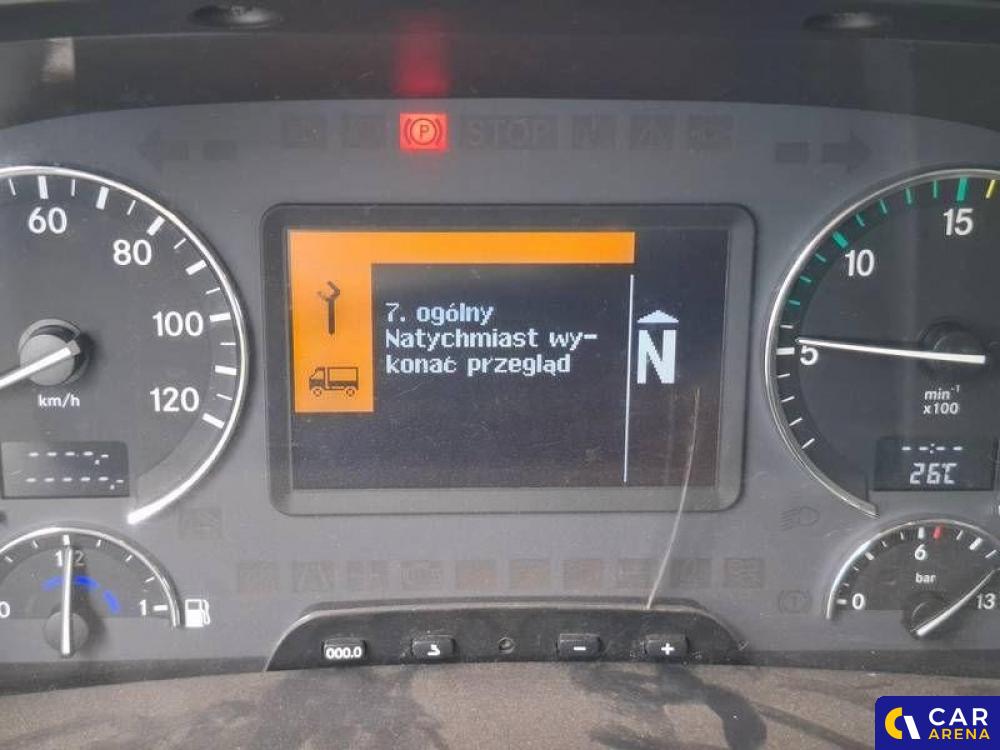 P
STOP
60
80
100
120
km/h
7. ogólny
Natychmiast wy-
konać przegląd
N
15
10
5
min⁻¹
x100
--:--
26°C
0
1/2
1
6
bar
0
13
000.0
-
+
CAR
ARENA